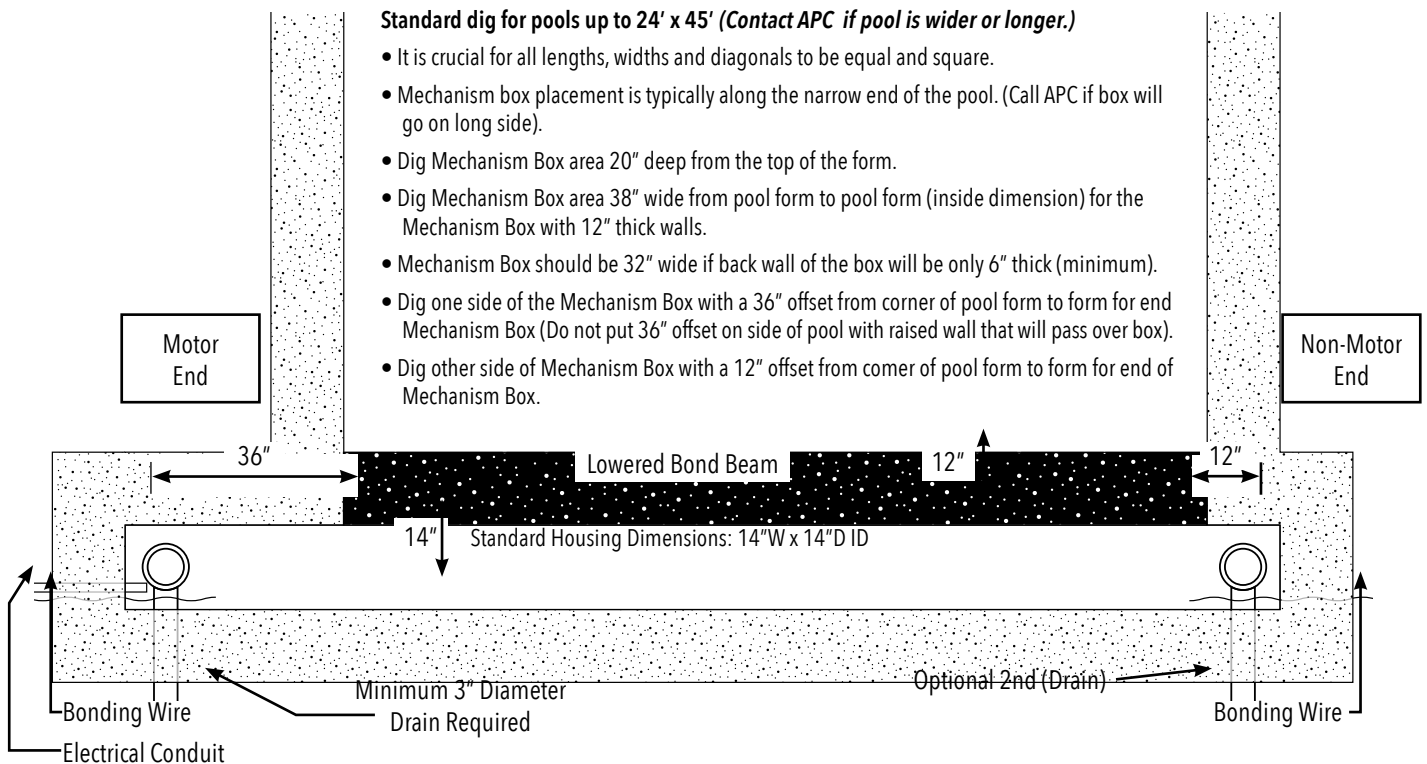 Standard dig for pools up to 24′ x 45′ (Contact APC if pool is wider or longer.)
• It is crucial for all lengths, widths and diagonals to be equal and square.
• Mechanism box placement is typically along the narrow end of the pool. (Call APC if box will
go on long side).
• Dig Mechanism Box area 20″ deep from the top of the form.
• Dig Mechanism Box area 38″ wide from pool form to pool form (inside dimension) for the
Mechanism Box with 12″ thick walls.
• Mechanism Box should be 32″ wide if back wall of the box will be only 6″ thick (minimum).
• Dig one side of the Mechanism Box with a 36″ offset from corner of pool form to form for end
Mechanism Box (Do not put 36″ offset on side of pool with raised wall that will pass over box).
• Dig other side of Mechanism Box with a 12″ offset from corner of pool form to form for end of
Mechanism Box.
Motor
End
Non-Motor
End
36″
Lowered Bond Beam
12″
12″
14″
Standard Housing Dimensions: 14″W x 14″D ID
Minimum 3″ Diameter
Drain Required
Optional 2nd (Drain)
Bonding Wire
Bonding Wire
Electrical Conduit